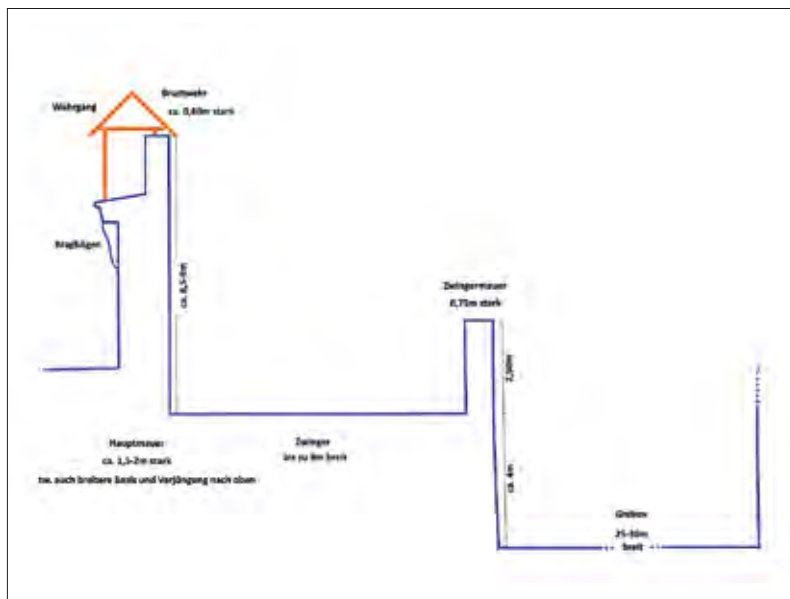 Brustwehr
Wehrgang
ca. 0,60m stark
Kragbögen
ca. 8,5-9m
Zwingermauer
0,75m stark
2,50m
Hauptmauer
ca. 1,5-2m stark
tw. auch breitere Basis und Verjüngung nach oben
Zwinger
bis zu 8m breit
ca. 4m
Graben
25-30m
breit